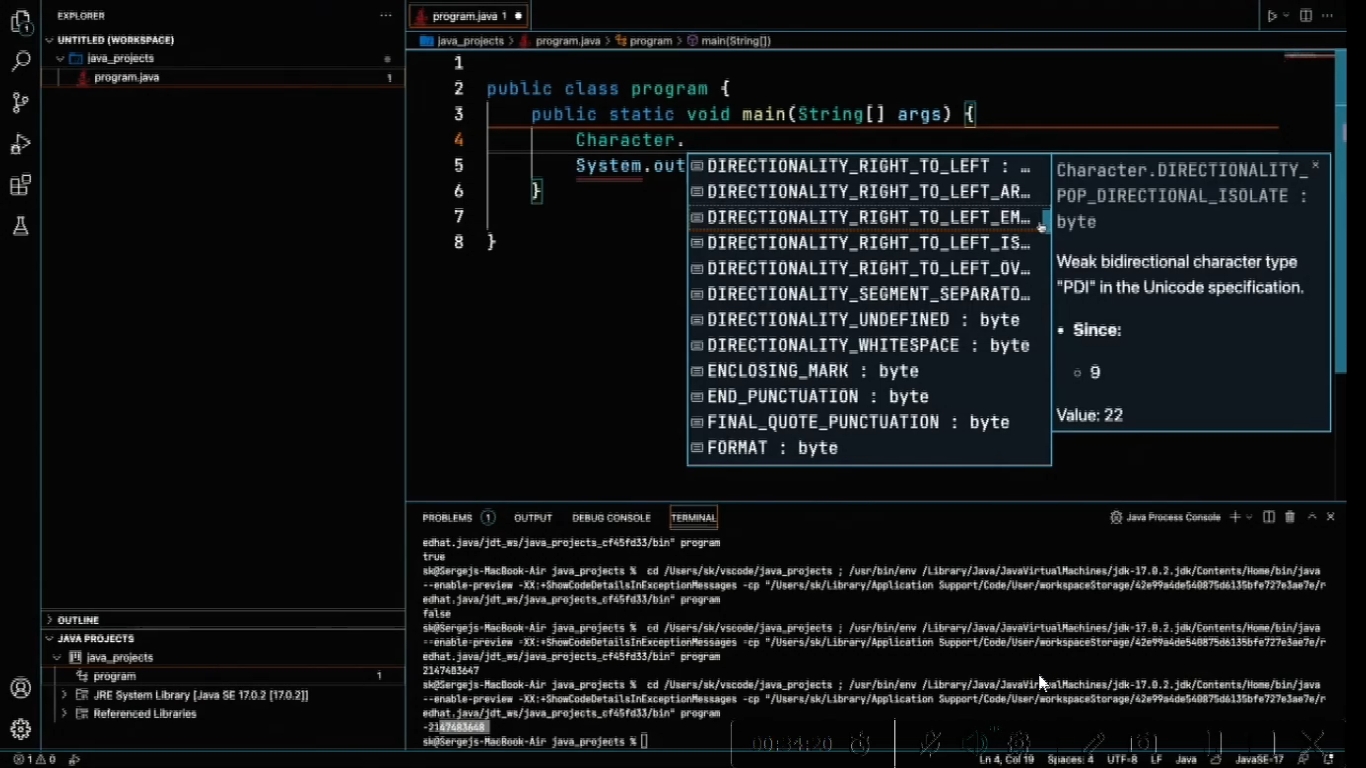 EXPLORER
UNTITLED (WORKSPACE)
java_projects
program.java 1
program.java 1
java_projects > program.java > program > main(String[])
1
2 public class program {
3 public static void main(String[] args) {
4 Character.
5 System.out
6 }
7
8 }
DIRECTIONALITY_RIGHT_TO_LEFT : …
DIRECTIONALITY_RIGHT_TO_LEFT_AR…
DIRECTIONALITY_RIGHT_TO_LEFT_EM…
DIRECTIONALITY_RIGHT_TO_LEFT_IS…
DIRECTIONALITY_RIGHT_TO_LEFT_OV…
DIRECTIONALITY_SEGMENT_SEPARATO…
DIRECTIONALITY_UNDEFINED : byte
DIRECTIONALITY_WHITESPACE : byte
ENCLOSING_MARK : byte
END_PUNCTUATION : byte
FINAL_QUOTE_PUNCTUATION : byte
FORMAT : byte
Character.DIRECTIONALITY_
POP_DIRECTIONAL_ISOLATE :
byte
Weak bidirectional character type
"PDI" in the Unicode specification.
• Since:
○ 9
Value: 22
PROBLEMS 1 OUTPUT DEBUG CONSOLE TERMINAL
Java Process Console
edhat.java/jdt_ws/java_projects_cf45fd33/bin" program
true
sk@Sergejs-MacBook-Air java_projects % cd /Users/sk/vscode/java_projects ; /usr/bin/env /Library/Java/JavaVirtualMachines/jdk-17.0.2.jdk/Contents/Home/bin/java
--enable-preview -XX:+ShowCodeDetailsInExceptionMessages -cp "/Users/sk/Library/Application Support/Code/User/workspaceStorage/42e99a4de540875d6135bfe727e3ae7e/r
edhat.java/jdt_ws/java_projects_cf45fd33/bin" program
false
sk@Sergejs-MacBook-Air java_projects % cd /Users/sk/vscode/java_projects ; /usr/bin/env /Library/Java/JavaVirtualMachines/jdk-17.0.2.jdk/Contents/Home/bin/java
--enable-preview -XX:+ShowCodeDetailsInExceptionMessages -cp "/Users/sk/Library/Application Support/Code/User/workspaceStorage/42e99a4de540875d6135bfe727e3ae7e/r
edhat.java/jdt_ws/java_projects_cf45fd33/bin" program
2147483647
sk@Sergejs-MacBook-Air java_projects % cd /Users/sk/vscode/java_projects ; /usr/bin/env /Library/Java/JavaVirtualMachines/jdk-17.0.2.jdk/Contents/Home/bin/java
--enable-preview -XX:+ShowCodeDetailsInExceptionMessages -cp "/Users/sk/Library/Application Support/Code/User/workspaceStorage/42e99a4de540875d6135bfe727e3ae7e/r
edhat.java/jdt_ws/java_projects_cf45fd33/bin" program
-2147483648
sk@Sergejs-MacBook-Air java_projects %
OUTLINE
JAVA PROJECTS
java_projects
program 1
JRE System Library [Java SE 17.0.2 [17.0.2]]
Referenced Libraries
00:34:20
1 0
Ln 4, Col 19 Spaces: 4 UTF-8 LF Java JavaSE-17